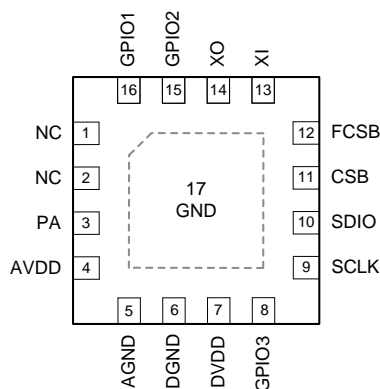 GPIO1
GPIO2
XO
XI
16
15
14
13
NC
1
12
FCSB
NC
2
11
CSB
17
GND
PA
3
10
SDIO
AVDD
4
9
SCLK
5
6
7
8
AGND
DGND
DVDD
GPIO3